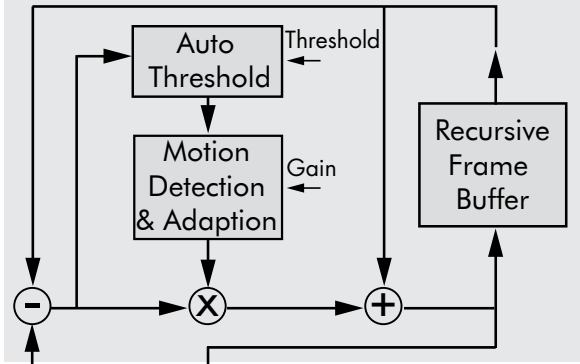 Auto
Threshold
Threshold
Motion
Detection
& Adaption
Gain
Recursive
Frame
Buffer
-
X
+